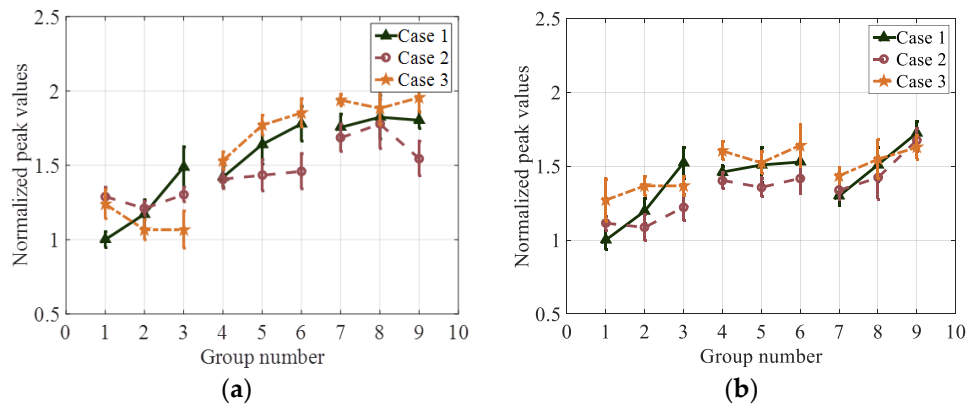 2.5
2
1.5
1
0.5
0 1 2 3 4 5 6 7 8 9 10
Normalized peak values
Group number
Case 1
Case 2
Case 3
(a)
2.5
2
1.5
1
0.5
0 1 2 3 4 5 6 7 8 9 10
Normalized peak values
Group number
Case 1
Case 2
Case 3
(b)